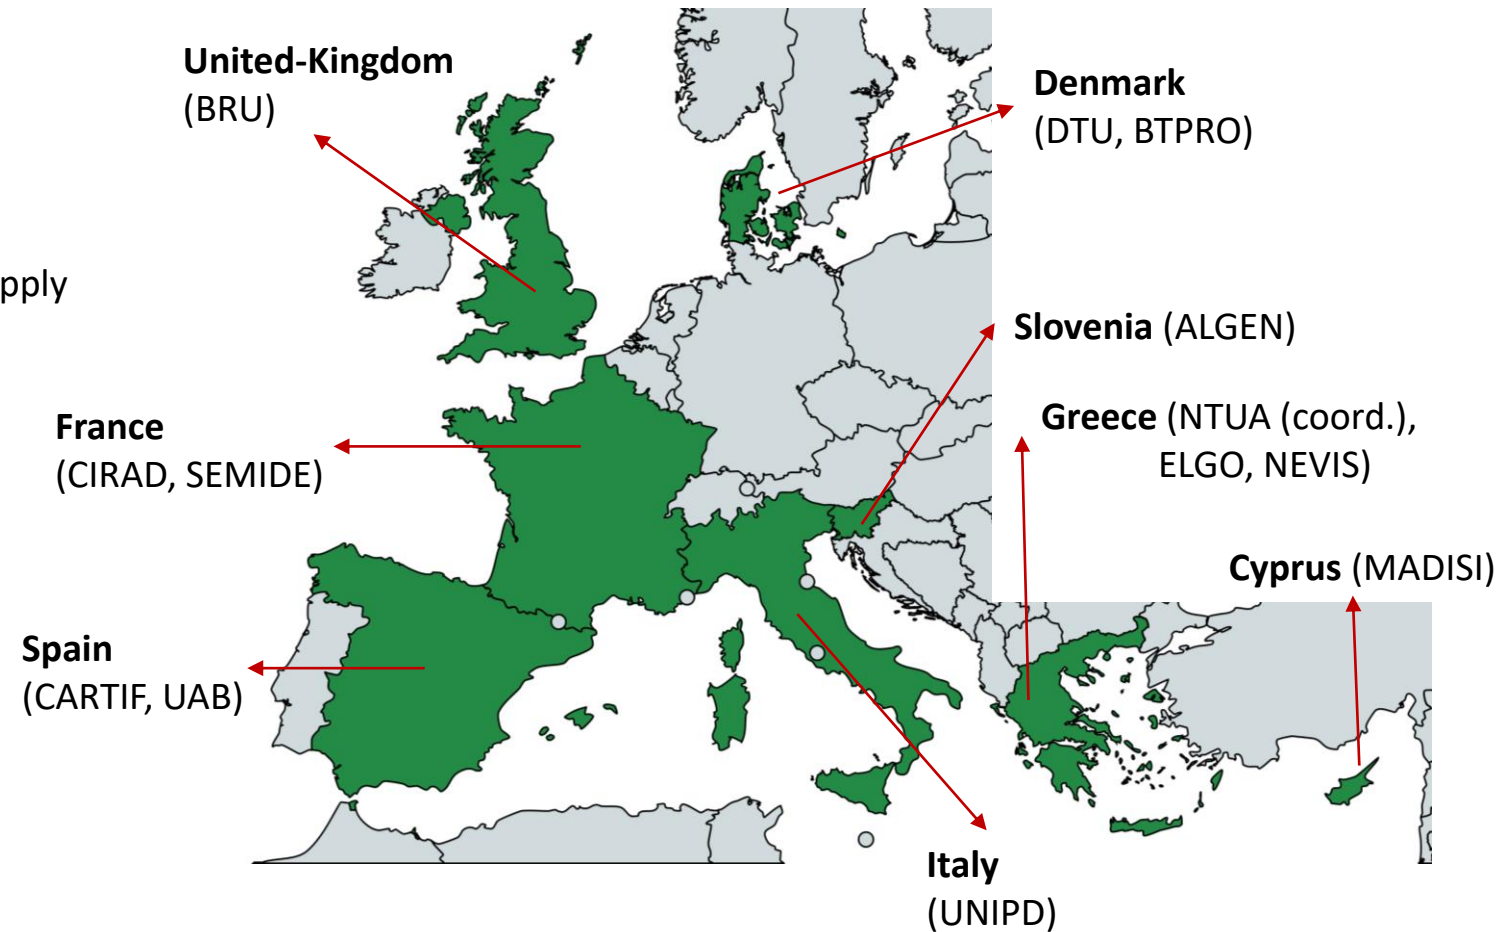 United-Kingdom
(BRU)
Denmark
(DTU, BTPRO)
pply
Slovenia (ALGEN)
France
(CIRAD, SEMIDE)
Greece (NTUA (coord.),
ELGO, NEVIS)
Cyprus (MADISI)
Spain
(CARTIF, UAB)
Italy
(UNIPD)